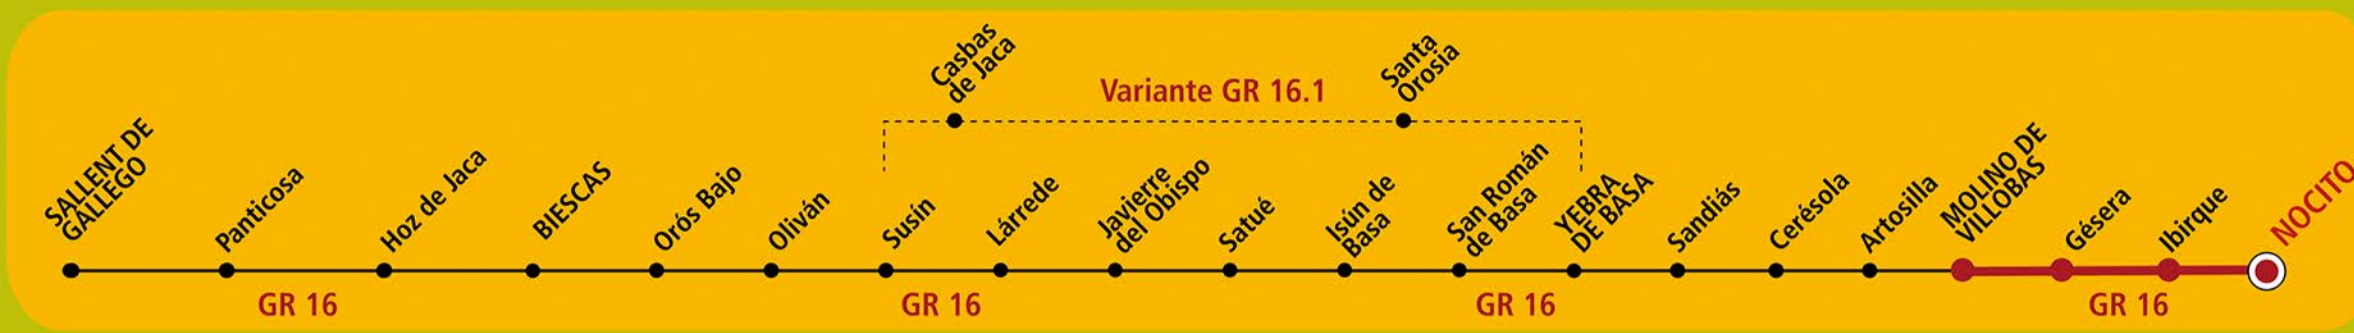 Casbas
de Jaca
Variante GR 16.1
Santa
Orosia
SALLENT DE
GÁLLEGO
Panticosa
Hoz de Jaca
BIESCAS
Orós Bajo
Oliván
Susín
Lárrede
Javierre
del Obispo
Satué
Isún de
Basa
San Román
de Basa
YEBRA
DE BASA
Sandiás
Cerésola
Artosilla
MOLINO DE
VILLOBAS
Gésera
Ibirque
NOCITO
GR 16
GR 16
GR 16
GR 16